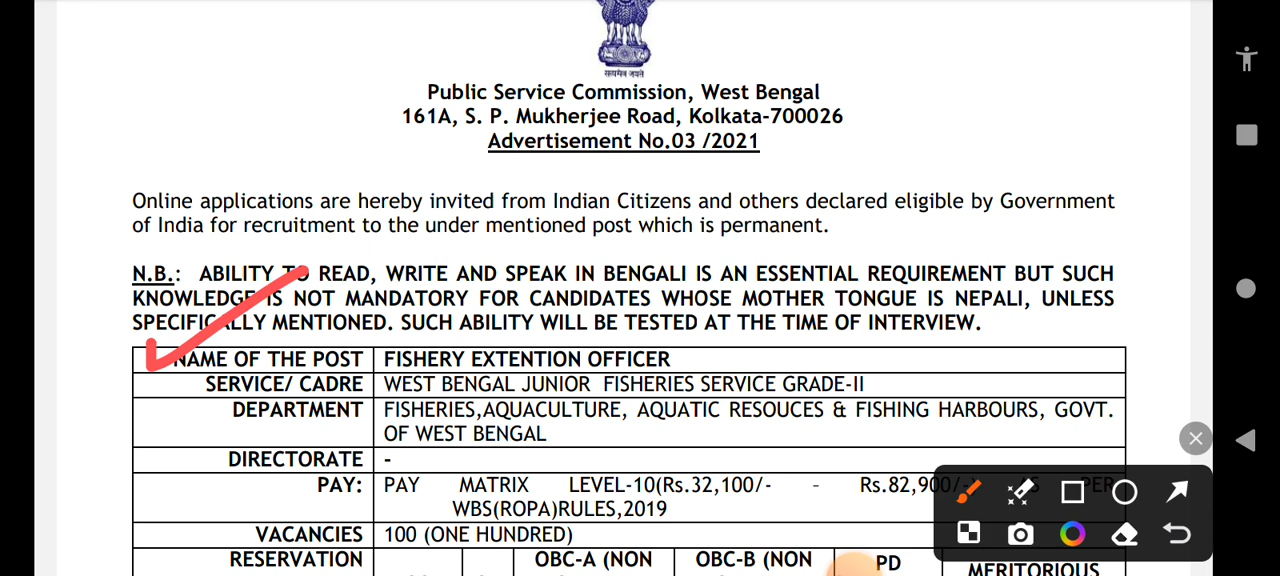 सत्यमेव जयते
Public Service Commission, West Bengal
161A, S. P. Mukherjee Road, Kolkata-700026
Advertisement No.03 /2021
Online applications are hereby invited from Indian Citizens and others declared eligible by Government
of India for recruitment to the under mentioned post which is permanent.
N.B.: ABILITY TO READ, WRITE AND SPEAK IN BENGALI IS AN ESSENTIAL REQUIREMENT BUT SUCH
KNOWLEDGE IS NOT MANDATORY FOR CANDIDATES WHOSE MOTHER TONGUE IS NEPALI, UNLESS
SPECIFICALLY MENTIONED. SUCH ABILITY WILL BE TESTED AT THE TIME OF INTERVIEW.
NAME OF THE POST FISHERY EXTENTION OFFICER
SERVICE/ CADRE WEST BENGAL JUNIOR FISHERIES SERVICE GRADE-II
DEPARTMENT FISHERIES,AQUACULTURE, AQUATIC RESOUCES & FISHING HARBOURS, GOVT.
OF WEST BENGAL
DIRECTORATE -
PAY: PAY MATRIX LEVEL-10(Rs.32,100/- - Rs.82,900/-) PER
WBS(ROPA)RULES,2019
VACANCIES 100 (ONE HUNDRED)
RESERVATION OBC-A (NON OBC-B (NON PD
MERITORIOUS